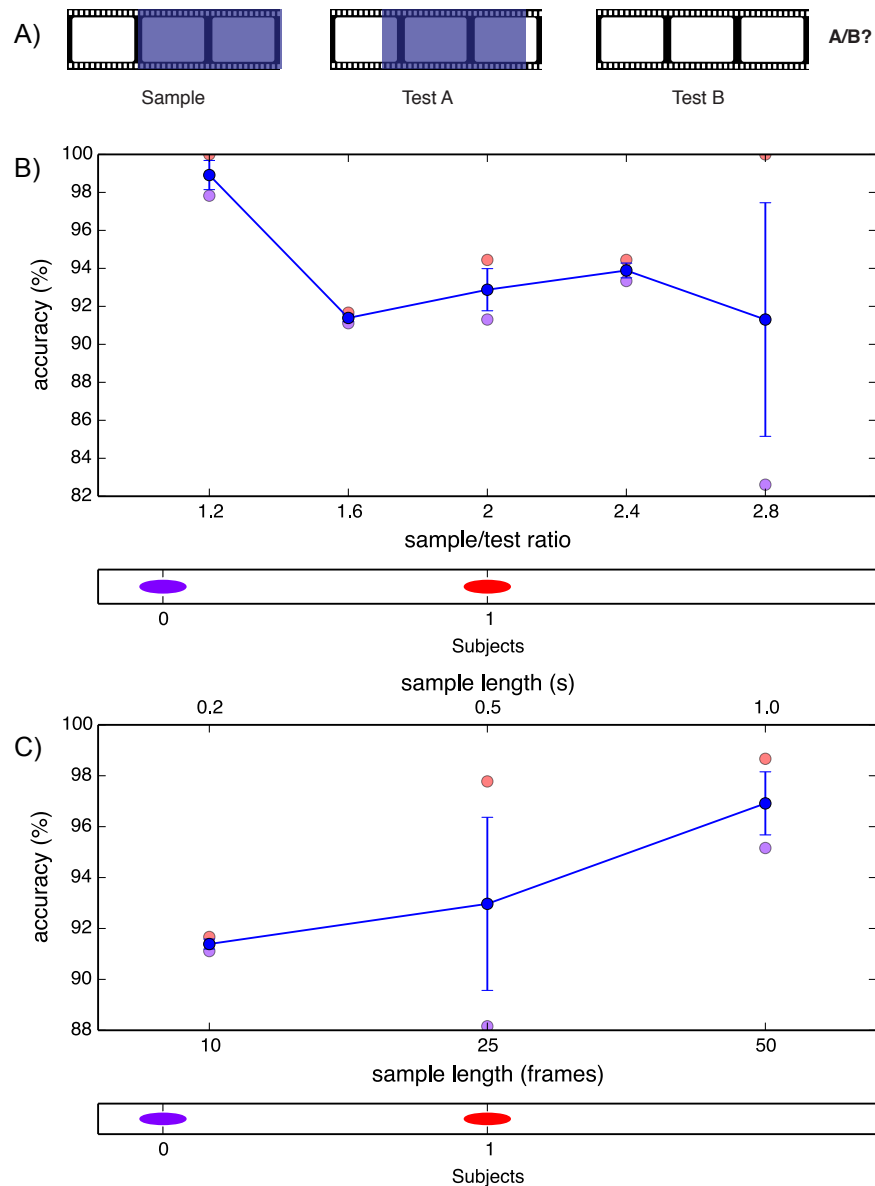 A)
A/B?
Sample Test A Test B
B)
100
98
96
94
92
90
88
86
84
82
accuracy (%)
1.2 1.6 2 2.4 2.8
sample/test ratio
0 1
Subjects
sample length (s)
0.2 0.5 1.0
C)
100
98
96
94
92
90
88
accuracy (%)
10 25 50
sample length (frames)
0 1
Subjects